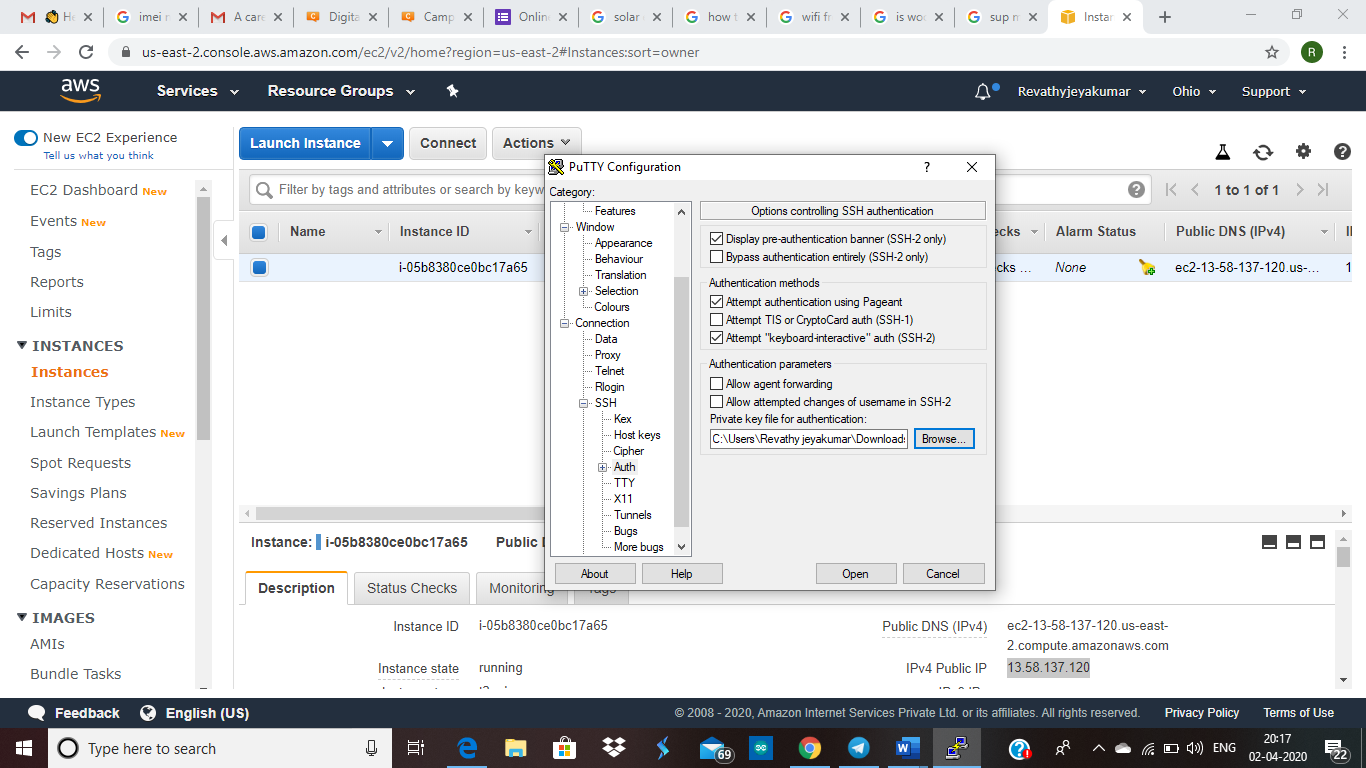 He
imei n
A care
Digita
Camp
Online
solar
how t
wifi fr
is woo
sup m
Instan
us-east-2.console.aws.amazon.com/ec2/v2/home?region=us-east-2#Instances:sort=owner
R
aws
Services
Resource Groups
Revathyjeyakumar
Ohio
Support
New EC2 Experience
Tell us what you think
EC2 Dashboard New
Events New
Tags
Reports
Limits
INSTANCES
Instances
Instance Types
Launch Templates New
Spot Requests
Savings Plans
Reserved Instances
Dedicated Hosts New
Capacity Reservations
IMAGES
AMIs
Bundle Tasks
Launch Instance
Connect
Actions
Filter by tags and attributes or search by keyw
1 to 1 of 1
Name
Instance ID
cks
Alarm Status
Public DNS (IPv4)
i-05b8380ce0bc17a65
cks ...
None
ec2-13-58-137-120.us-...
PuTTY Configuration
?
Category:
Features
Window
Appearance
Behaviour
Translation
Selection
Colours
Connection
Data
Proxy
Telnet
Rlogin
SSH
Kex
Host keys
Cipher
Auth
TTY
X11
Tunnels
Bugs
More bugs
Options controlling SSH authentication
Display pre-authentication banner (SSH-2 only)
Bypass authentication entirely (SSH-2 only)
Authentication methods
Attempt authentication using Pageant
Attempt TIS or CryptoCard auth (SSH-1)
Attempt "keyboard-interactive" auth (SSH-2)
Authentication parameters
Allow agent forwarding
Allow attempted changes of username in SSH-2
Private key file for authentication:
C:\Users\Revathy jeyakumar\Downloads
Browse...
About
Help
Open
Cancel
Instance: i-05b8380ce0bc17a65 Public
Description
Status Checks
Monitoring
Tags
Instance ID i-05b8380ce0bc17a65
Instance state running
Public DNS (IPv4) ec2-13-58-137-120.us-east-
2.compute.amazonaws.com
IPv4 Public IP 13.58.137.120
Feedback
English (US)
© 2008 - 2020, Amazon Internet Services Private Ltd. or its affiliates. All rights reserved.
Privacy Policy
Terms of Use
Type here to search
69
ENG
20:17
02-04-2020
22